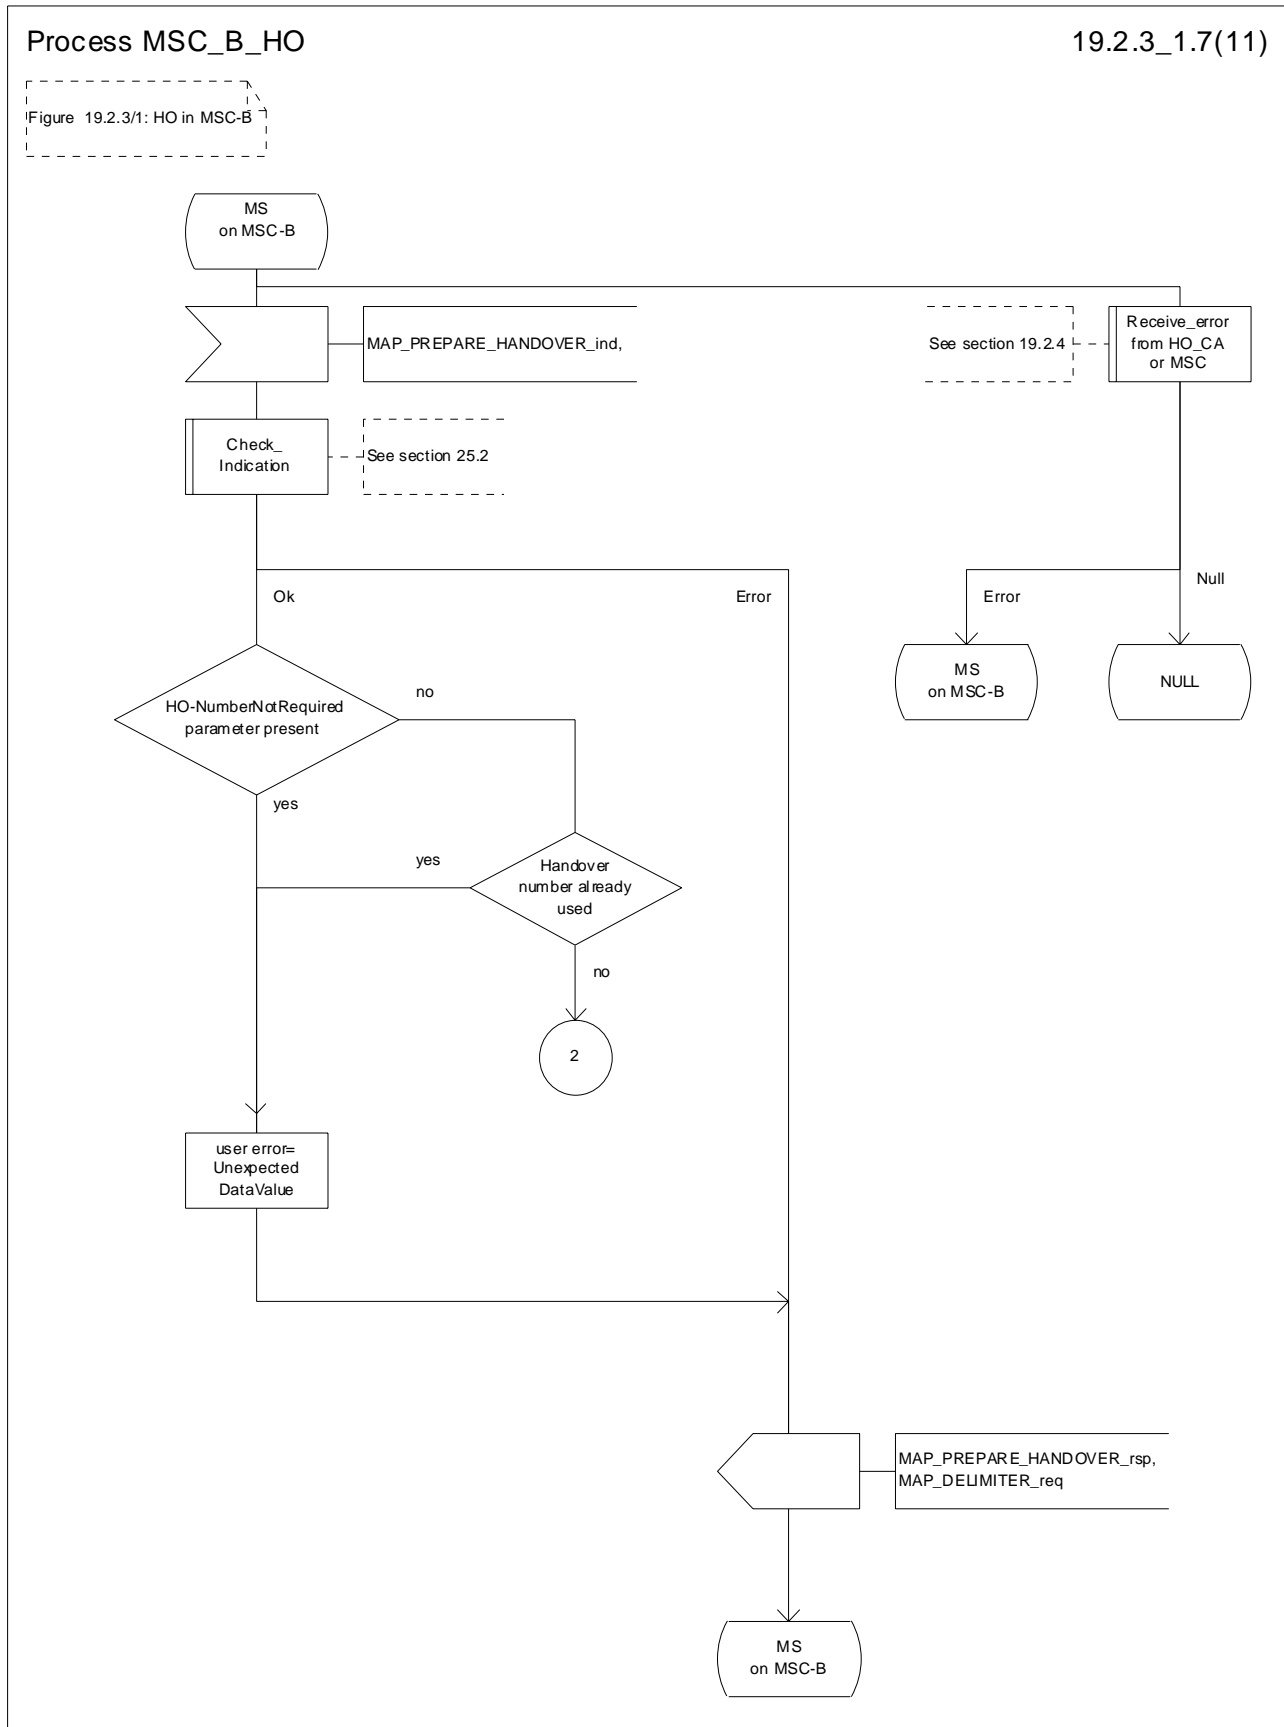 Process MSC_B_HO
19.2.3_1.7(11)
Figure 19.2.3/1: HO in MSC-B
MS
on MSC-B
MAP_PREPARE_HANDOVER_ind,
See section 19.2.4
Receive_error
from HO_CA
or MSC
Check_
Indication
See section 25.2
Ok
Error
Error
Null
MS
on MSC-B
NULL
HO-NumberNotRequired
parameter present
no
yes
yes
Handover
number already
used
no
2
user error=
Unexpected
DataValue
MAP_PREPARE_HANDOVER_rsp,
MAP_DELIMITER_req
MS
on MSC-B